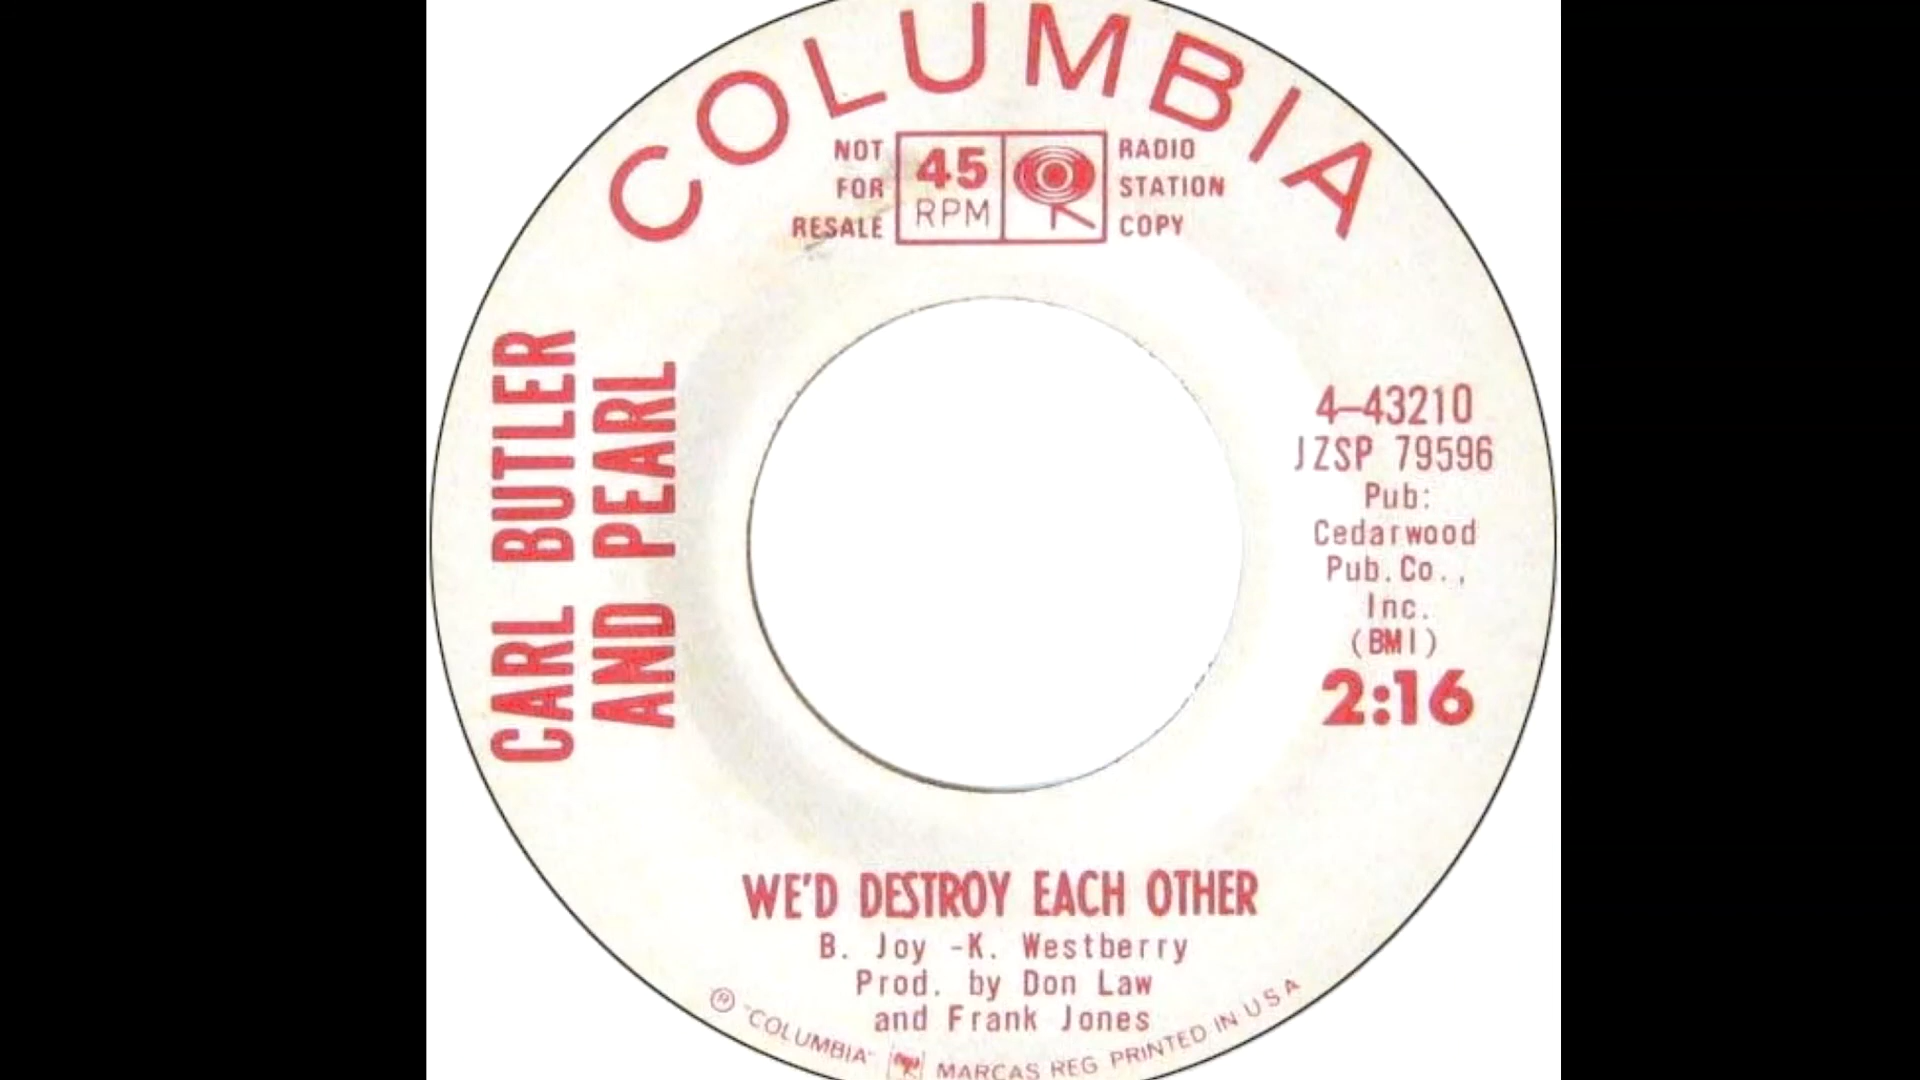 COLUMBIA
NOT
FOR
RESALE
45
RPM
RADIO
STATION
COPY
CARL BUTLER
AND PEARL
4–43210
JZSP 79596
Pub:
Cedarwood
Pub.Co.,
Inc.
(BMI)
2:16
WE'D DESTROY EACH OTHER
B. Joy -K. Westberry
Prod. by Don Law
and Frank Jones
® "COLUMBIA" MARCAS REG PRINTED IN U S A